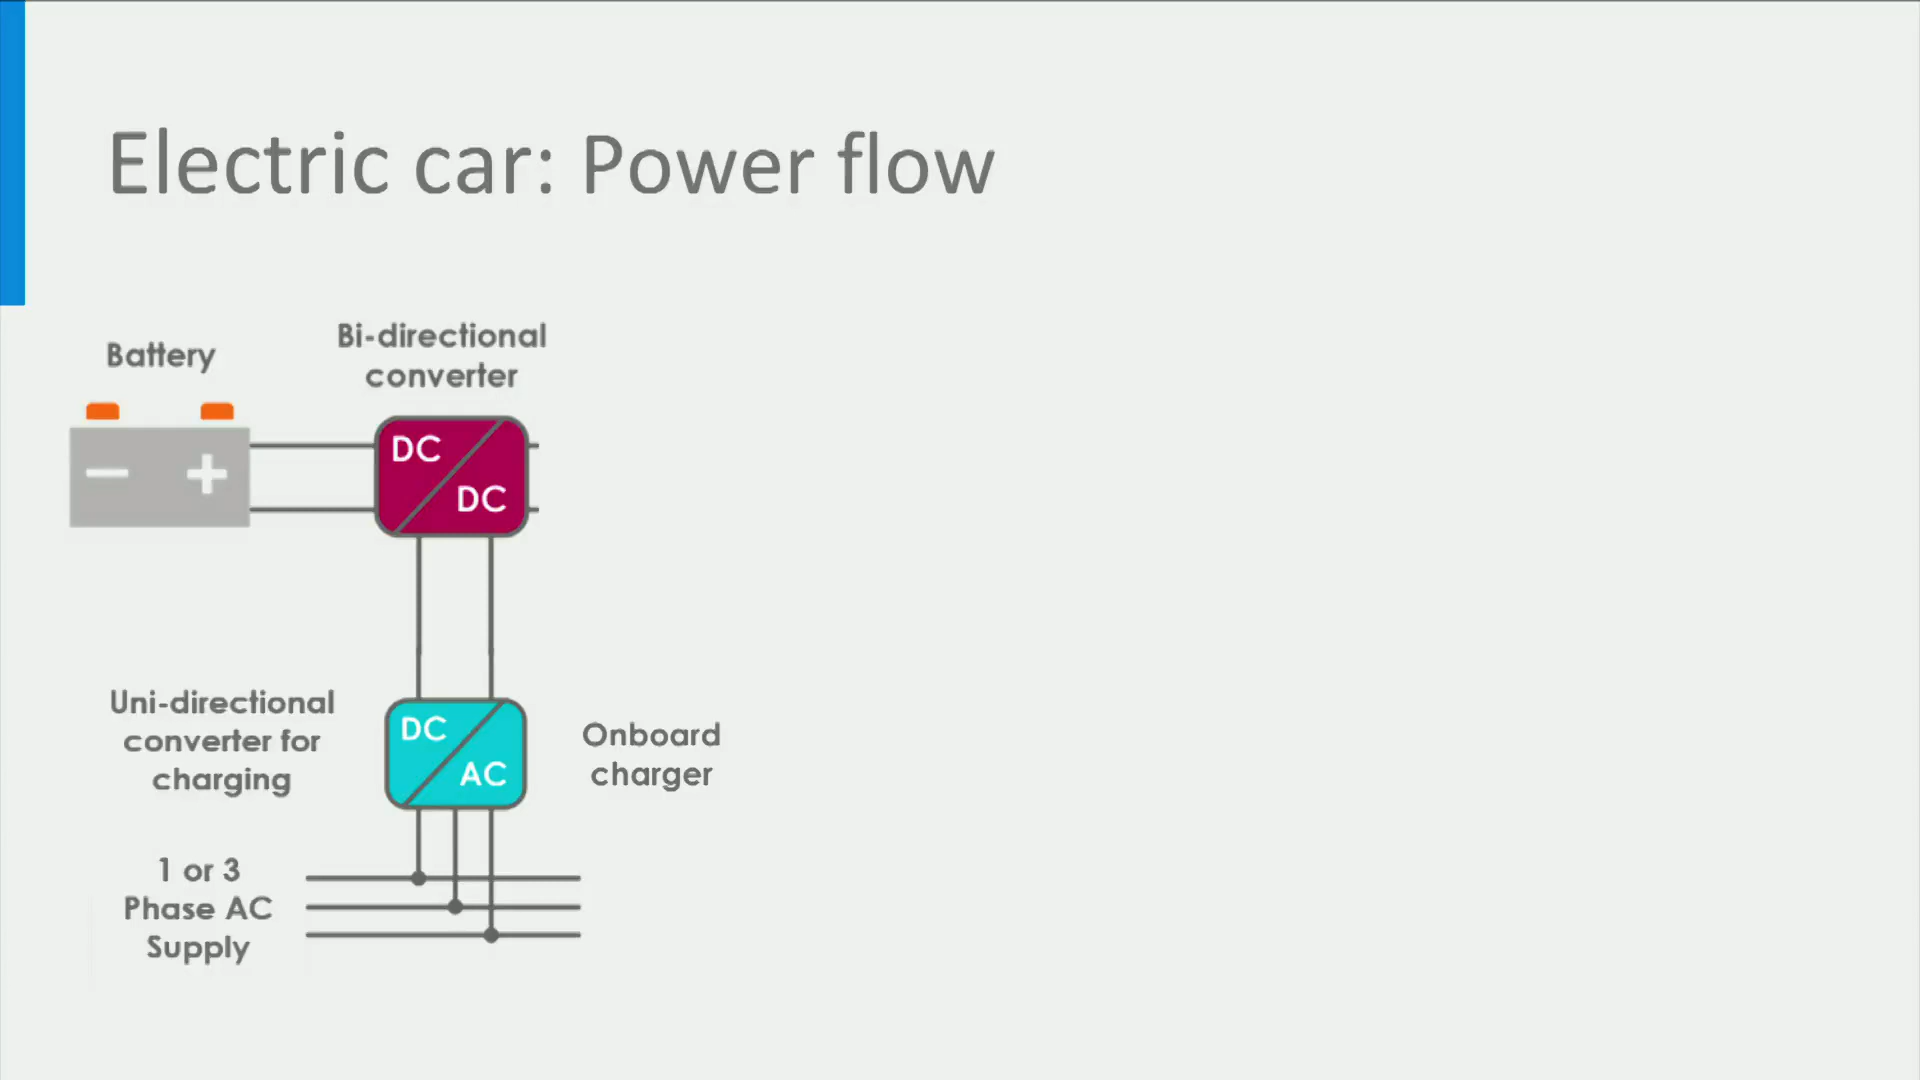 Electric car: Power flow
Battery
Bi-directional
converter
DC
DC
Uni-directional
converter for
charging
DC
AC
Onboard
charger
1 or 3
Phase AC
Supply